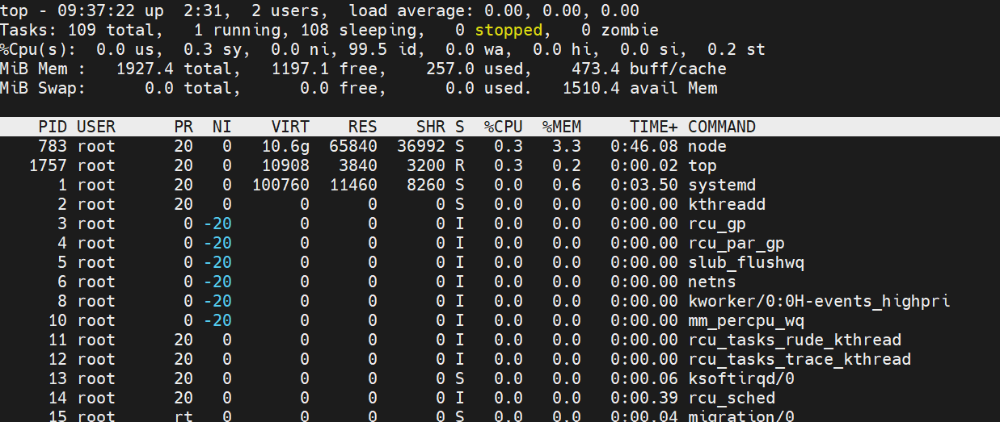 top - 09:37:22 up  2:31,  2 users,  load average: 0.00, 0.00, 0.00
Tasks: 109 total,   1 running, 108 sleeping,   0 stopped,   0 zombie
%Cpu(s):  0.0 us,  0.3 sy,  0.0 ni, 99.5 id,  0.0 wa,  0.0 hi,  0.0 si,  0.2 st
MiB Mem :   1927.4 total,   1197.1 free,    257.0 used,    473.4 buff/cache
MiB Swap:      0.0 total,      0.0 free,      0.0 used.   1510.4 avail Mem
PID USER      PR  NI    VIRT    RES    SHR S  %CPU  %MEM     TIME+ COMMAND
783 root      20   0   10.6g  65840  36992 S   0.3   3.3   0:46.08 node
1757 root      20   0   10908   3840   3200 R   0.3   0.2   0:00.02 top
1 root      20   0  100760  11460   8260 S   0.0   0.6   0:03.50 systemd
2 root      20   0       0      0      0 S   0.0   0.0   0:00.00 kthreadd
3 root       0 -20       0      0      0 I   0.0   0.0   0:00.00 rcu_gp
4 root       0 -20       0      0      0 I   0.0   0.0   0:00.00 rcu_par_gp
5 root       0 -20       0      0      0 I   0.0   0.0   0:00.00 slub_flushwq
6 root       0 -20       0      0      0 I   0.0   0.0   0:00.00 netns
8 root       0 -20       0      0      0 I   0.0   0.0   0:00.00 kworker/0:0H-events_highpri
10 root       0 -20       0      0      0 I   0.0   0.0   0:00.00 mm_percpu_wq
11 root      20   0       0      0      0 I   0.0   0.0   0:00.00 rcu_tasks_rude_kthread
12 root      20   0       0      0      0 I   0.0   0.0   0:00.00 rcu_tasks_trace_kthread
13 root      20   0       0      0      0 S   0.0   0.0   0:00.06 ksoftirqd/0
14 root      20   0       0      0      0 I   0.0   0.0   0:00.39 rcu_sched
15 root      rt   0       0      0      0 S   0.0   0.0   0:00.04 migration/0